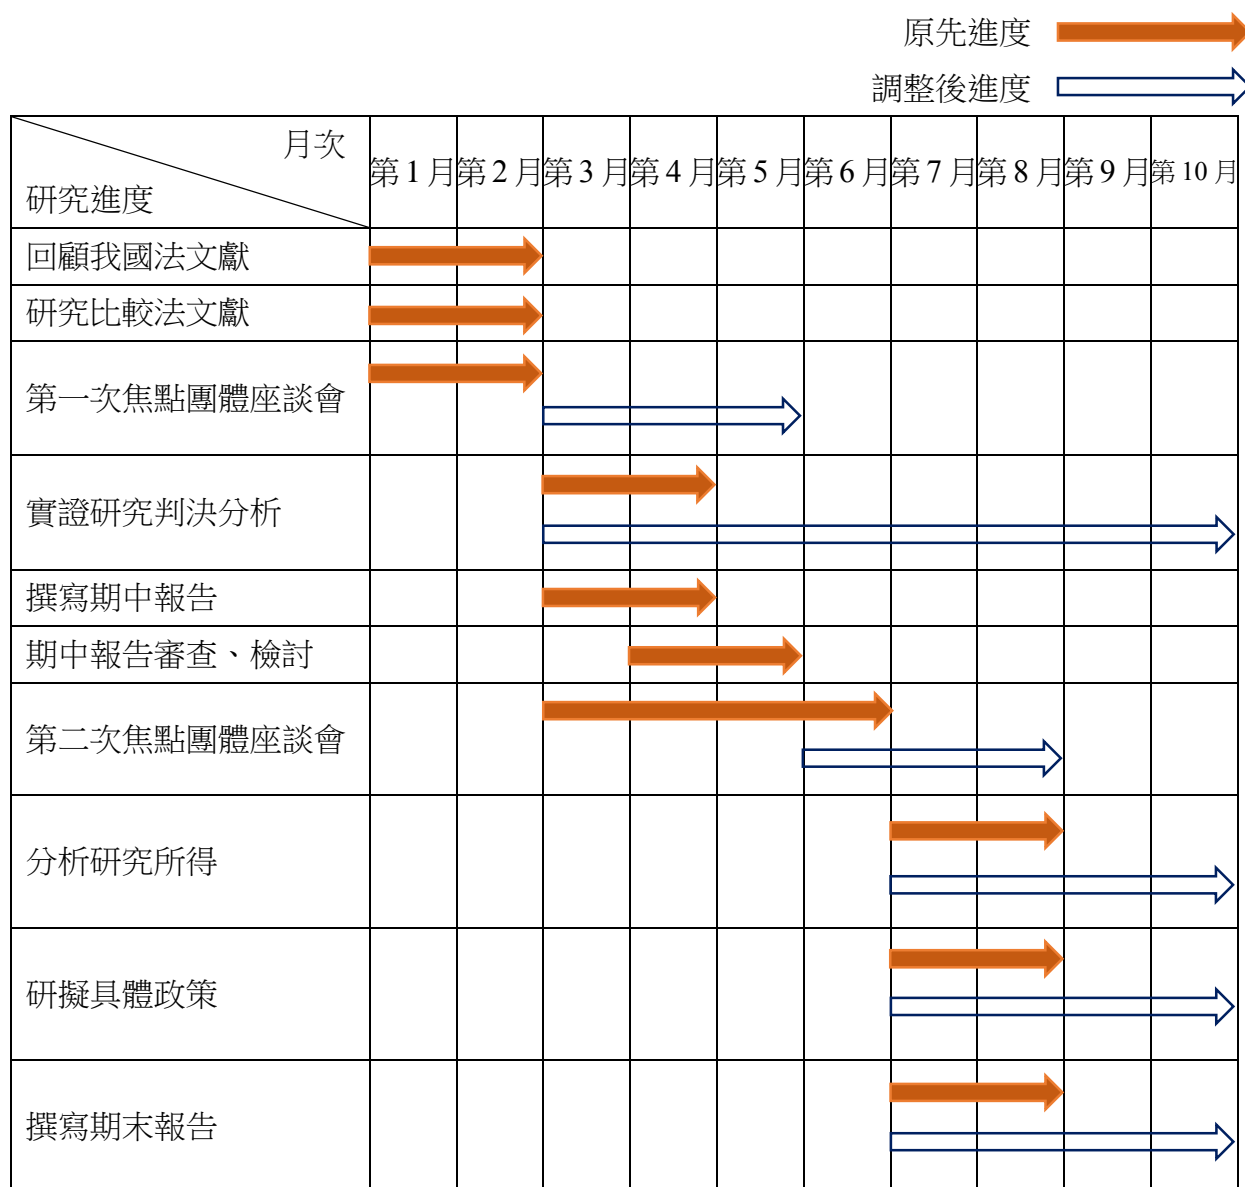 原先進度
調整後進度
月次
研究進度
第 1 月 第 2 月 第 3 月 第 4 月 第 5 月 第 6 月 第 7 月 第 8 月 第 9 月 第 10 月
回顧我國法文獻
研究比較法文獻
第一次焦點團體座談會
實證研究判決分析
撰寫期中報告
期中報告審查、檢討
第二次焦點團體座談會
分析研究所得
研擬具體政策
撰寫期末報告